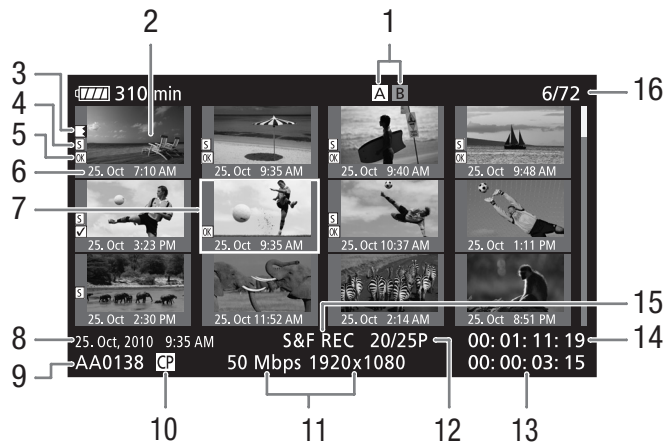 1
2
3
4
5
6
7
8
9
10
11
12
13
14
15
16
310 min
A B
6/72
S
OK
25. Oct 7:10 AM
25. Oct 9:35 AM
S
OK
25. Oct 9:40 AM
S
25. Oct 9:48 AM
S
25. Oct 3:23 PM
OK
25. Oct 9:35 AM
S
OK
25. Oct 10:37 AM
25. Oct 1:11 PM
S
25. Oct 2:30 PM
25. Oct 11:52 AM
25. Oct 2:14 AM
25. Oct 8:51 PM
25. Oct, 2010 9:35 AM
S&F REC 20/25P
00: 01: 11: 19
AA0138 CP
50 Mbps 1920x1080
00: 00: 03: 15